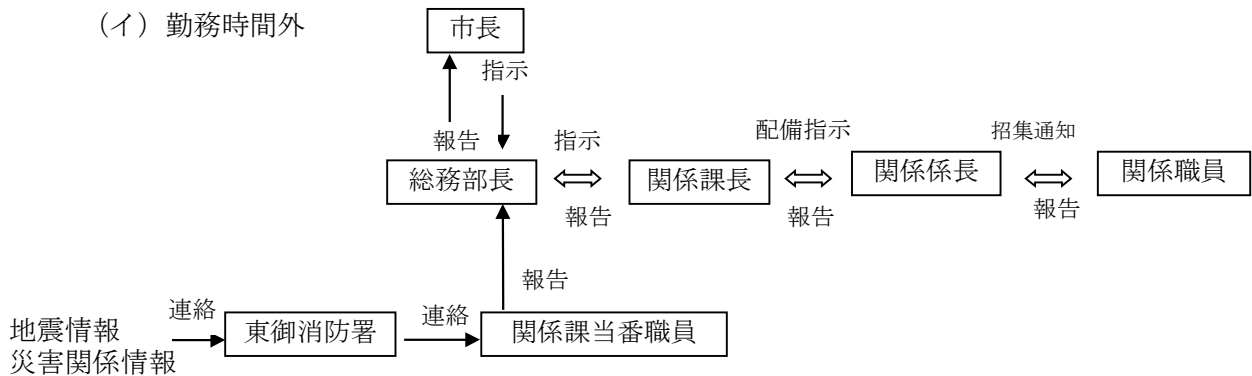 （イ）勤務時間外
市長
指示
報告
指示
配備指示
招集通知
総務部長
関係課長
関係係長
関係職員
報告
報告
報告
報告
連絡
連絡
地震情報
災害関係情報
東御消防署
関係課当番職員